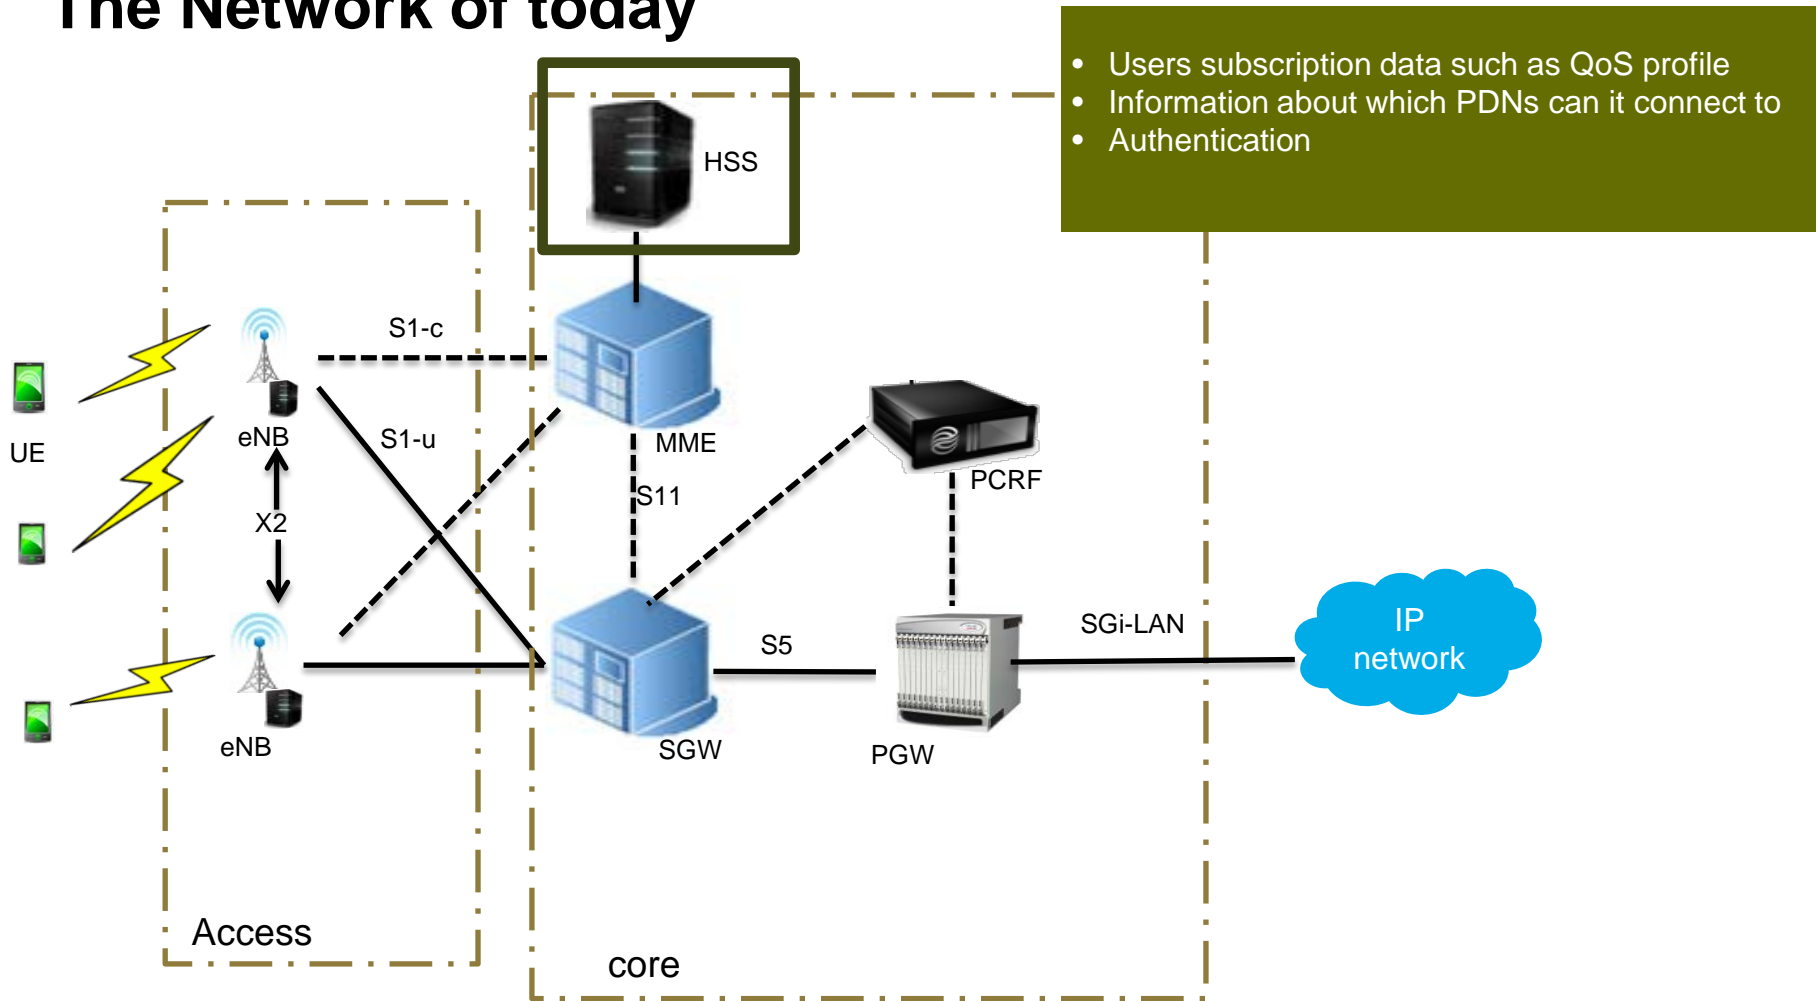 The Network of today
• Users subscription data such as QoS profile
• Information about which PDNs can it connect to
• Authentication
HSS
S1-c
eNB
S1-u
MME
UE
PCRF
S11
X2
IP
network
SGi-LAN
S5
eNB
SGW
PGW
Access
core